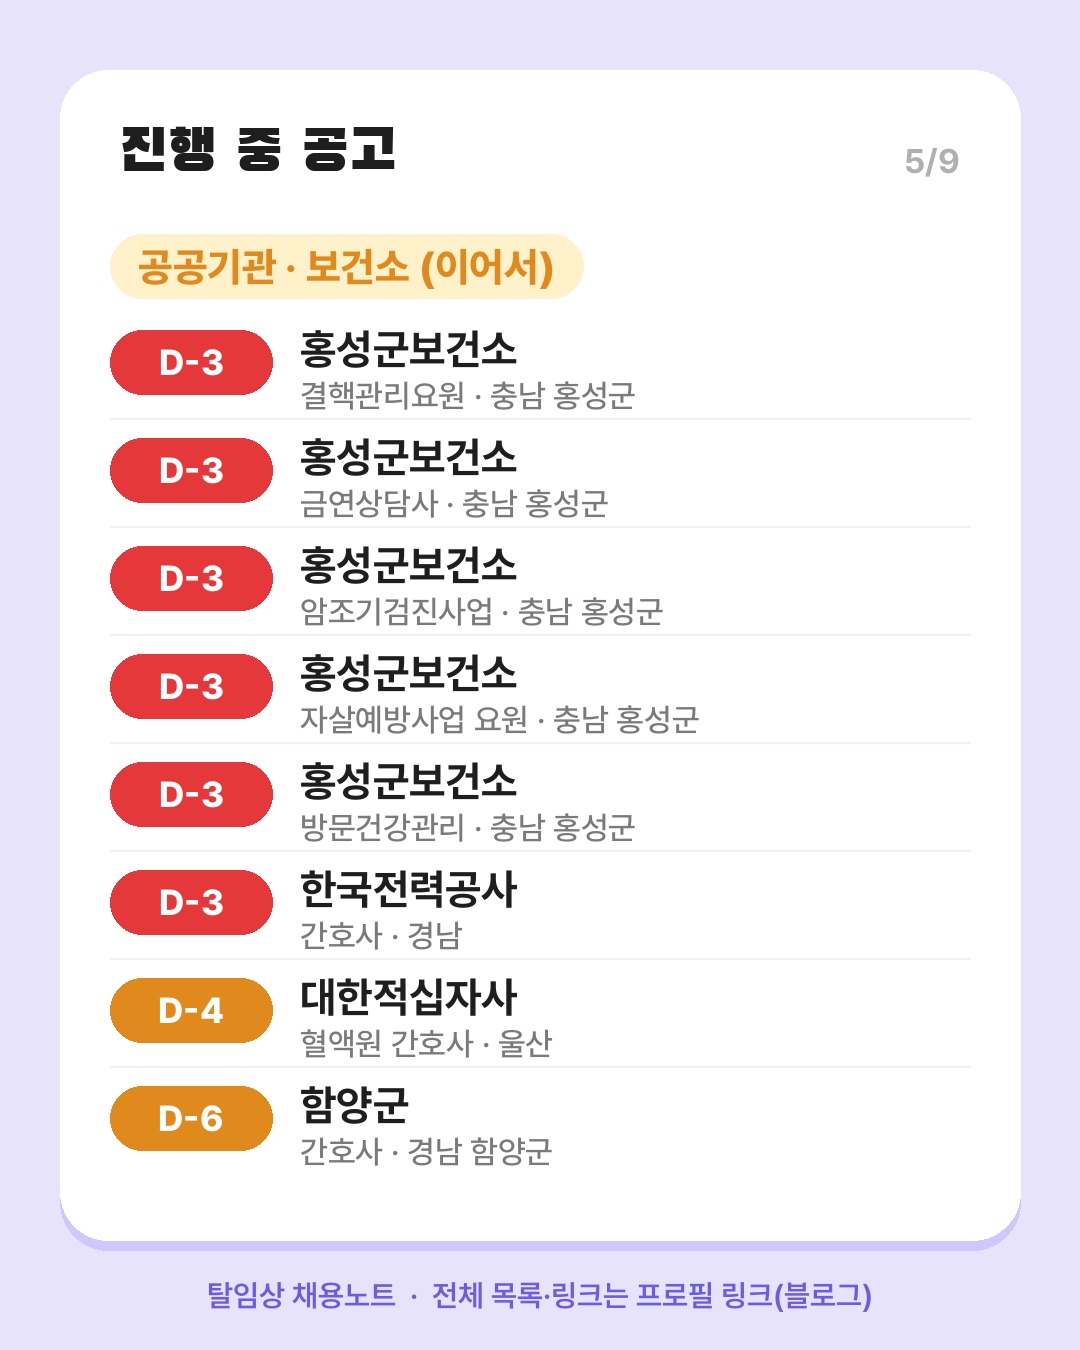 진행 중 공고
5/9
공공기관 · 보건소 (이어서)
D-3
홍성군보건소
결핵관리요원 · 충남 홍성군
D-3
홍성군보건소
금연상담사 · 충남 홍성군
D-3
홍성군보건소
암조기검진사업 · 충남 홍성군
D-3
홍성군보건소
자살예방사업 요원 · 충남 홍성군
D-3
홍성군보건소
방문건강관리 · 충남 홍성군
D-3
한국전력공사
간호사 · 경남
D-4
대한적십자사
혈액원 간호사 · 울산
D-6
함양군
간호사 · 경남 함양군
탈임상 채용노트 · 전체 목록·링크는 프로필 링크(블로그)